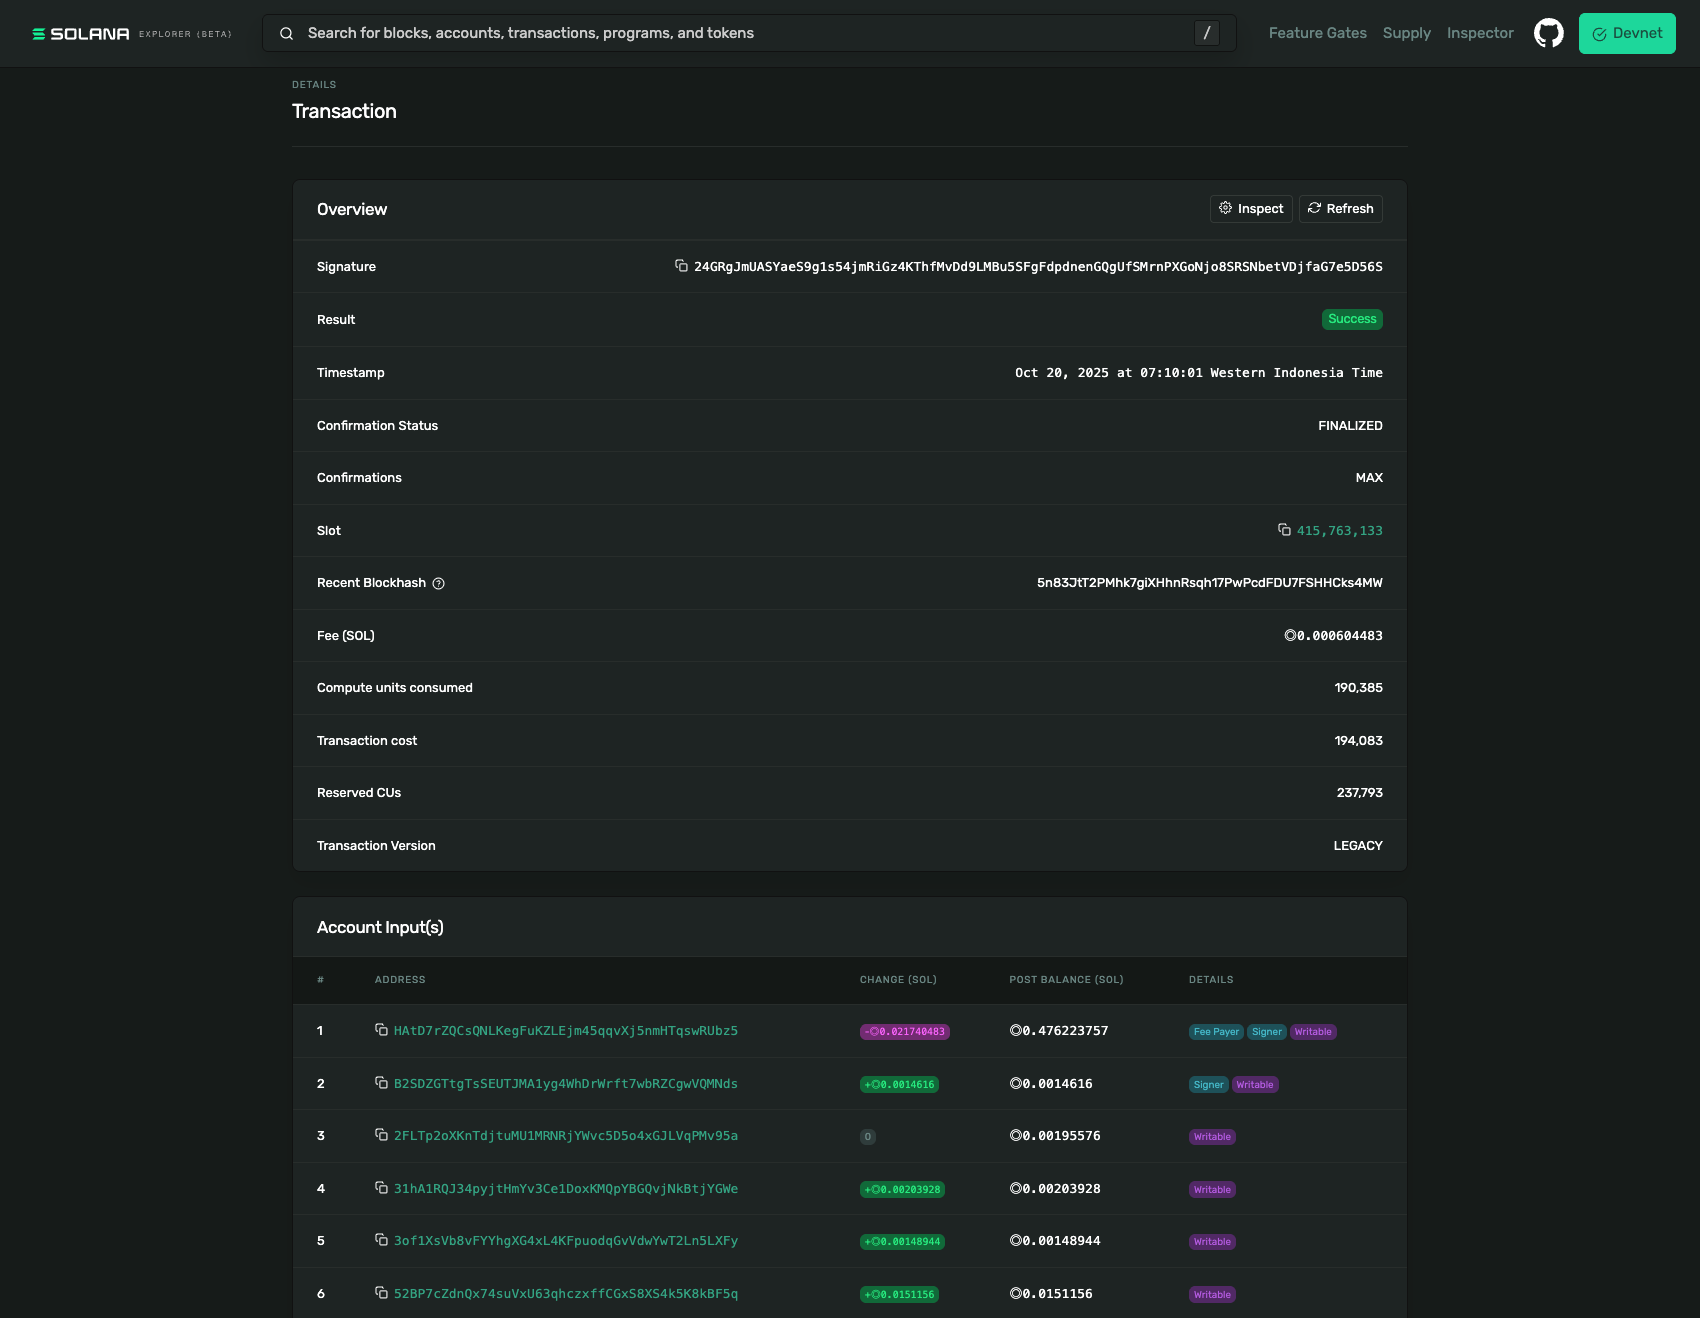 SOLANA EXPLORER (BETA) Search for blocks, accounts, transactions, programs, and tokens / Feature Gates Supply Inspector Devnet
DETAILS
Transaction
Overview Inspect Refresh
Signature 24GRgJmUASYaeS9g1s54jmRiGz4KThfMvDd9LMBu5SFgFdpdnenGQgUfSMrnPXGoNjo8SRSNbetVDjfaG7e5D56S
Result Success
Timestamp Oct 20, 2025 at 07:10:01 Western Indonesia Time
Confirmation Status FINALIZED
Confirmations MAX
Slot 415,763,133
Recent Blockhash 5n83JtT2PMhk7giXHhnRsqh17PwPcdFDU7FSHHCks4MW
Fee (SOL) ◎0.000604483
Compute units consumed 190,385
Transaction cost 194,083
Reserved CUs 237,793
Transaction Version LEGACY
Account Input(s)
# ADDRESS CHANGE (SOL) POST BALANCE (SOL) DETAILS
1 HAtD7rZQCsQNLKegFuKZLEjm45qqvXj5nmHTqswRUbz5 -◎0.021740483 ◎0.476223757 Fee Payer Signer Writable
2 B2SDZGTtgTsSEUTJMA1yg4WhDrWrft7wbRZCgwVQMNds +◎0.0014616 ◎0.0014616 Signer Writable
3 2FLTp2oXKnTdjtuMU1MRNRjYWvc5D5o4xGJLVqPMv95a 0 ◎0.00195576 Writable
4 31hA1RQJ34pyjtHmYv3Ce1DoxKMQpYBGQvjNkBtjYGWe +◎0.00203928 ◎0.00203928 Writable
5 3of1XsVb8vFYYhgXG4xL4KFpuodqGvVdwYwT2Ln5LXFy +◎0.00148944 ◎0.00148944 Writable
6 52BP7cZdnQx74suVxU63qhczxffCGxS8XS4k5K8kBF5q +◎0.0151156 ◎0.0151156 Writable